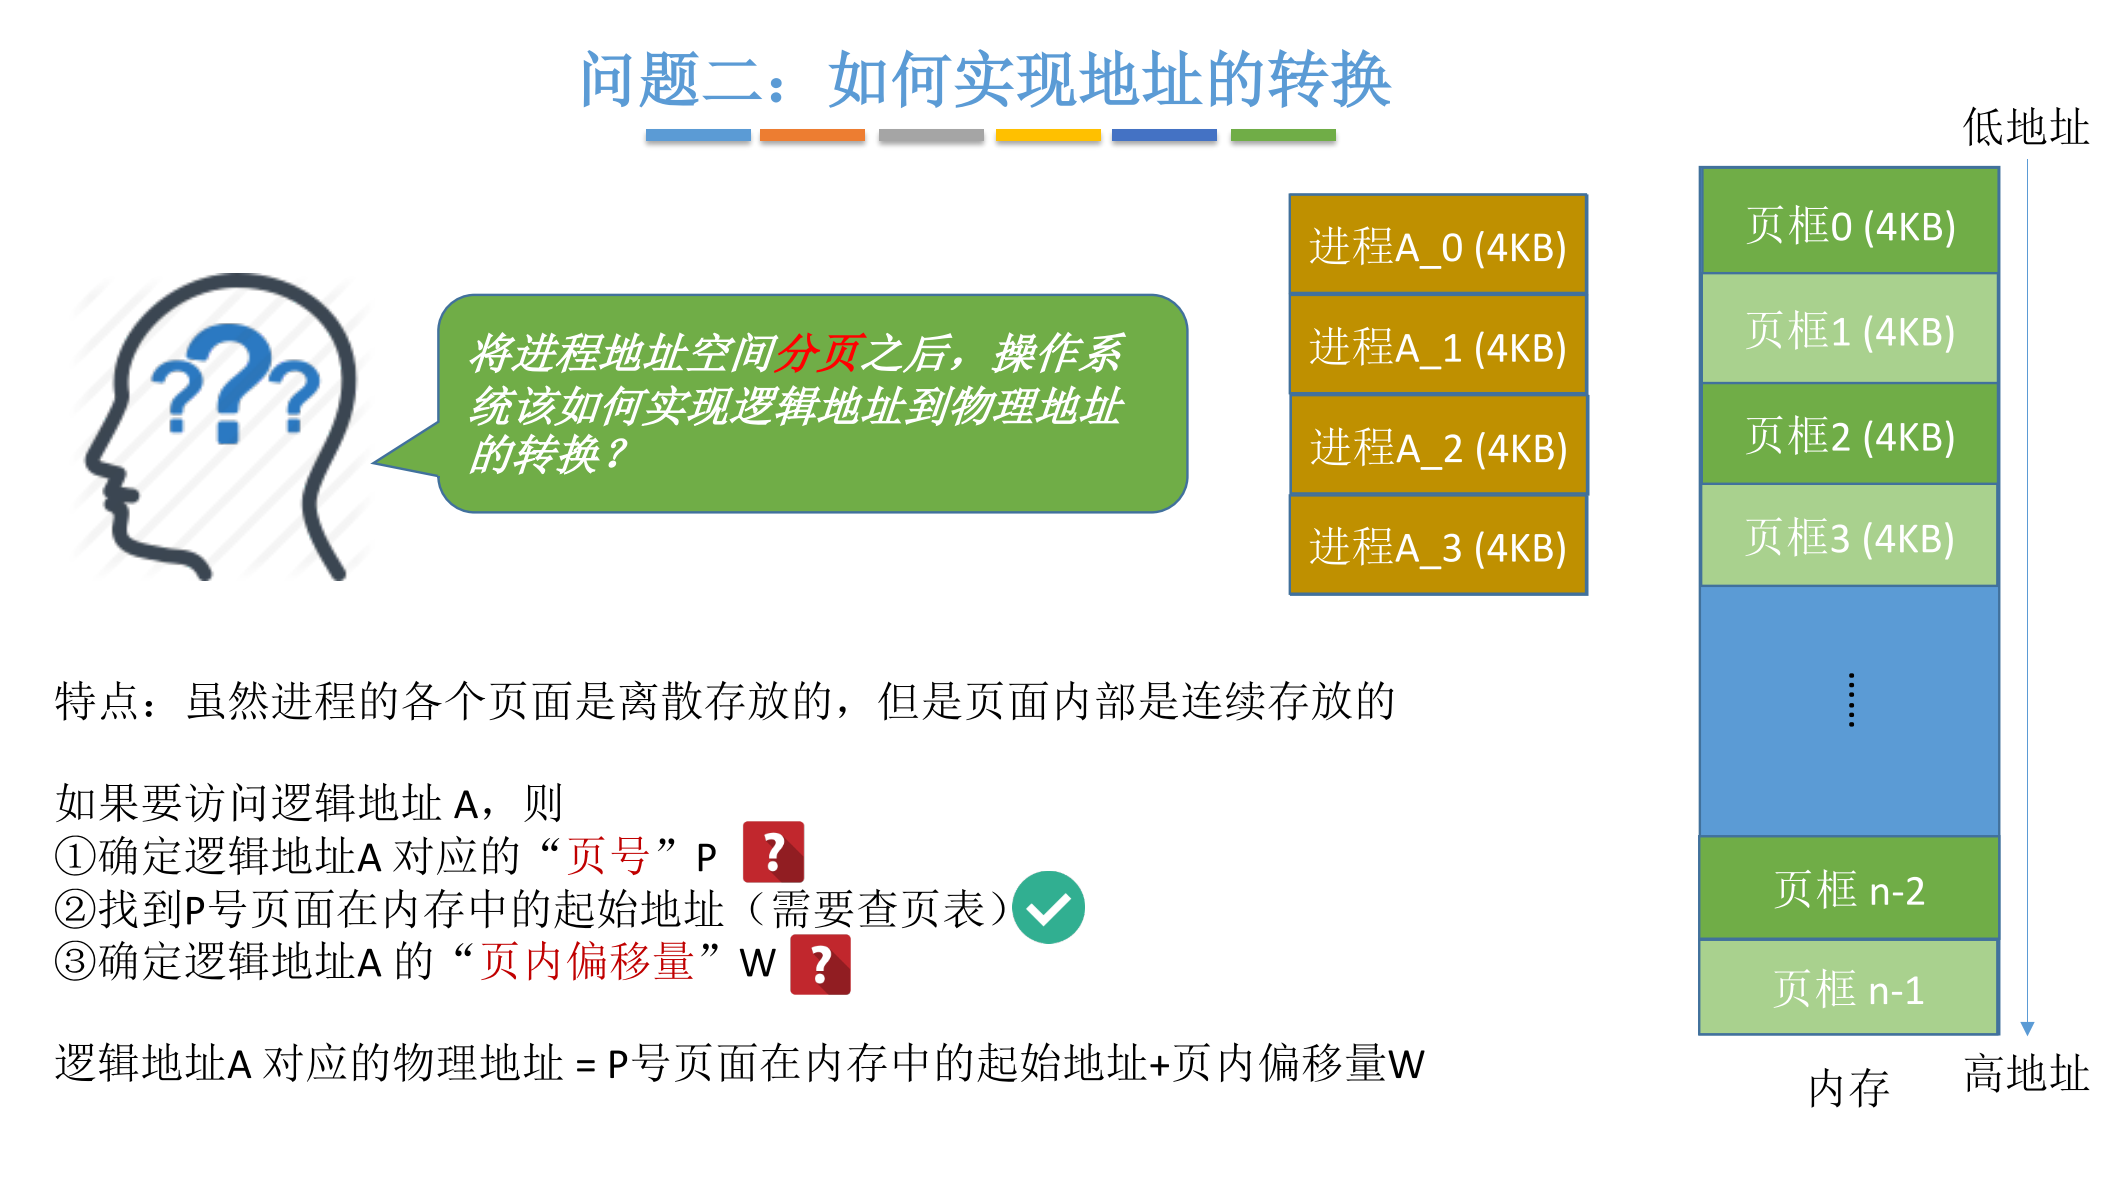 问题二：如何实现地址的转换
将进程地址空间分页之后，操作系
统该如何实现逻辑地址到物理地址
的转换？
???
进程A_0 (4KB)
进程A_1 (4KB)
进程A_2 (4KB)
进程A_3 (4KB)
低地址
页框0 (4KB)
页框1 (4KB)
页框2 (4KB)
页框3 (4KB)
……
页框 n-2
页框 n-1
内存
高地址
特点：虽然进程的各个页面是离散存放的，但是页面内部是连续存放的
如果要访问逻辑地址 A，则
①确定逻辑地址A 对应的“页号”P ?
②找到P号页面在内存中的起始地址（需要查页表）
③确定逻辑地址A 的“页内偏移量”W ?
逻辑地址A 对应的物理地址 = P号页面在内存中的起始地址+页内偏移量W